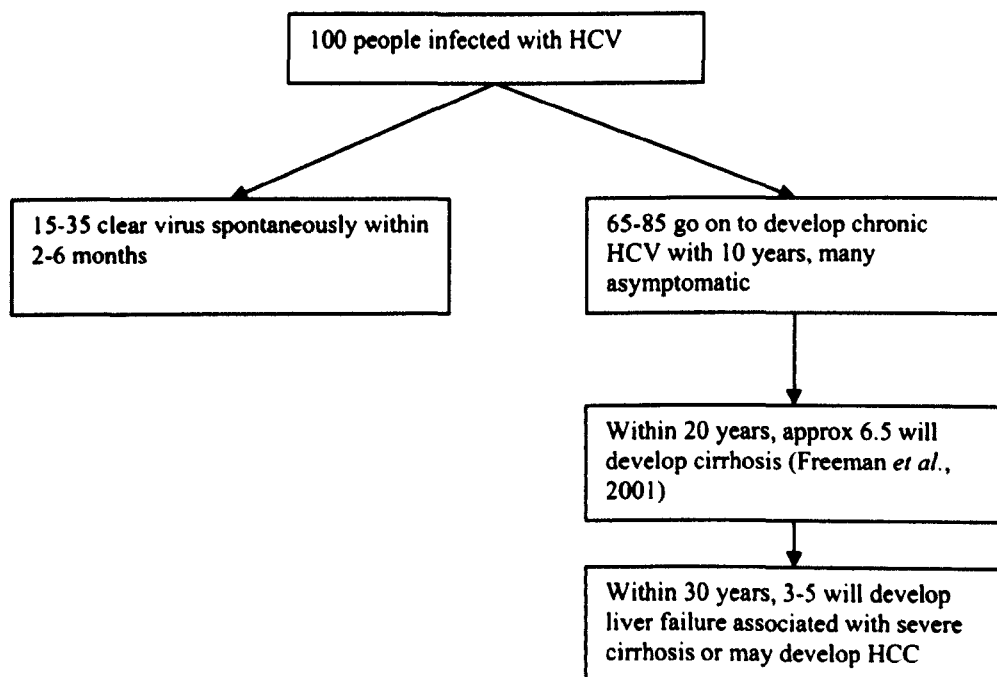 100 people infected with HCV
15-35 clear virus spontaneously within
2-6 months
65-85 go on to develop chronic
HCV with 10 years, many
asymptomatic
Within 20 years, approx 6.5 will
develop cirrhosis (Freeman et al.,
2001)
Within 30 years, 3-5 will develop
liver failure associated with severe
cirrhosis or may develop HCC